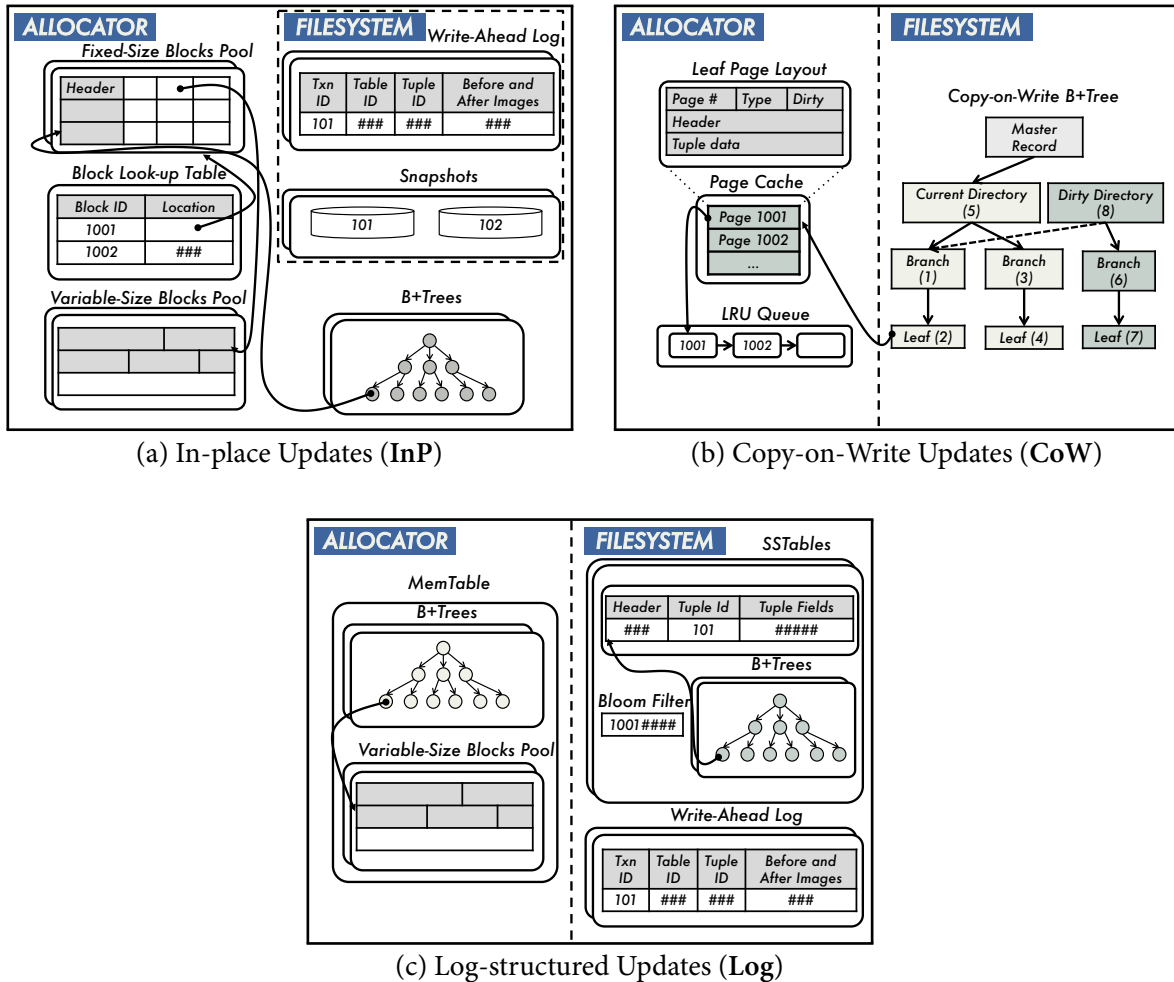 ALLOCATOR
Fixed-Size Blocks Pool
Header
Block Look-up Table
Block ID Location
1001
1002 ###
Variable-Size Blocks Pool
FILESYSTEM
Write-Ahead Log
Txn ID Table ID Tuple ID Before and After Images
101 ### ### ###
Snapshots
101 102
B+Trees
(a) In-place Updates (InP)
ALLOCATOR
Leaf Page Layout
Page # Type Dirty
Header
Tuple data
Page Cache
Page 1001
Page 1002
...
LRU Queue
1001 1002
FILESYSTEM
Copy-on-Write B+Tree
Master
Record
Current Directory
(5)
Dirty Directory
(8)
Branch
(1)
Branch
(3)
Branch
(6)
Leaf (2) Leaf (4) Leaf (7)
(b) Copy-on-Write Updates (CoW)
ALLOCATOR
MemTable
B+Trees
Variable-Size Blocks Pool
FILESYSTEM
SSTables
Header Tuple Id Tuple Fields
### 101 #####
B+Trees
Bloom Filter
1001####
Write-Ahead Log
Txn ID Table ID Tuple ID Before and After Images
101 ### ### ###
(c) Log-structured Updates (Log)